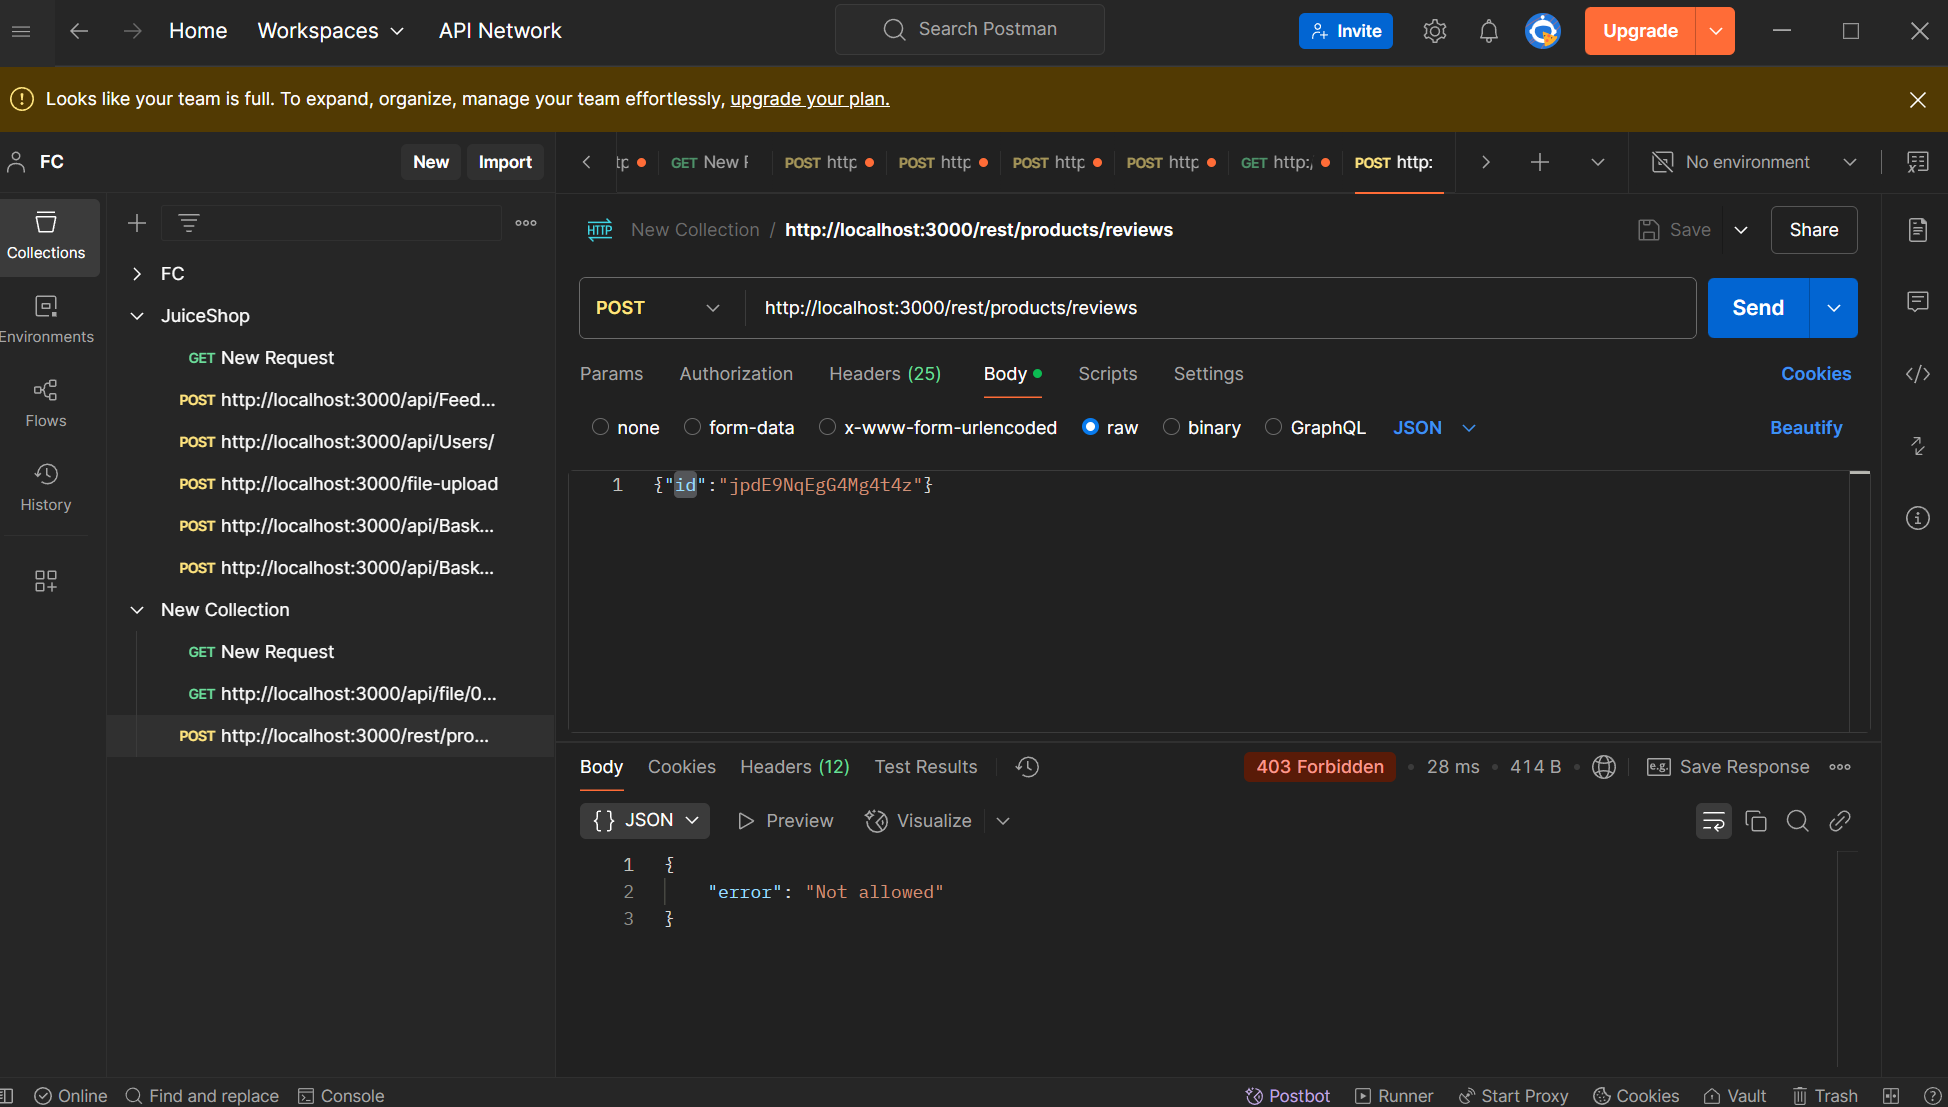 Home Workspaces API Network Search Postman Invite Upgrade
Looks like your team is full. To expand, organize, manage your team effortlessly, upgrade your plan.
FC New Import
GET New F POST http POST http POST http POST http GET http:/ POST http: No environment
Collections
Environments
Flows
History
FC
JuiceShop
GET New Request
POST http://localhost:3000/api/Feed...
POST http://localhost:3000/api/Users/
POST http://localhost:3000/file-upload
POST http://localhost:3000/api/Bask...
POST http://localhost:3000/api/Bask...
New Collection
GET New Request
GET http://localhost:3000/api/file/0...
POST http://localhost:3000/rest/pro...
HTTP New Collection / http://localhost:3000/rest/products/reviews Save Share
POST http://localhost:3000/rest/products/reviews Send
Params Authorization Headers (25) Body Scripts Settings Cookies
none form-data x-www-form-urlencoded raw binary GraphQL JSON Beautify
1 {"id":"jpdE9NqEgG4Mg4t4z"}
Body Cookies Headers (12) Test Results 403 Forbidden • 28 ms • 414 B • e.g. Save Response
{} JSON Preview Visualize
1 {
2 "error": "Not allowed"
3 }
Online Find and replace Console Postbot Runner Start Proxy Cookies Vault Trash